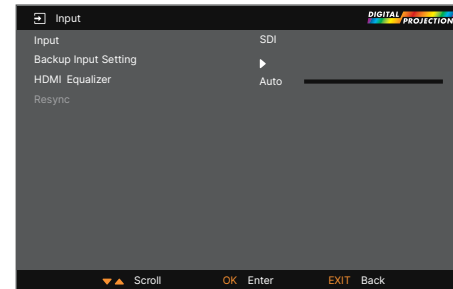 Input
DIGITAL PROJECTION
Input SDI
Backup Input Setting
HDMI Equalizer Auto
Resync
Scroll OK Enter EXIT Back